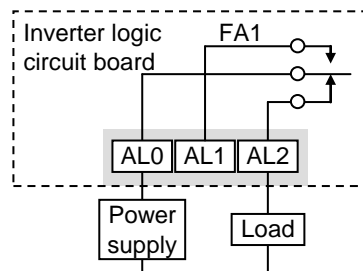 Inverter logic
circuit board
FA1
AL0
AL1
AL2
Power
supply
Load